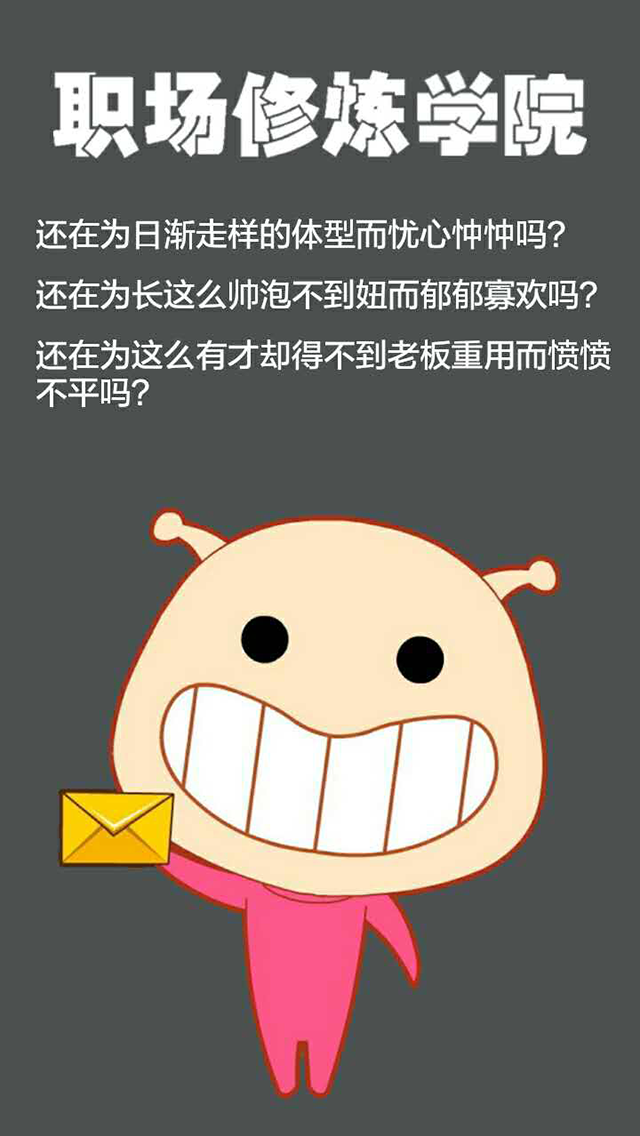 职场修炼学院
还在为日渐走样的体型而忧心忡忡吗?
还在为长这么帅泡不到妞而郁郁寡欢吗?
还在为这么有才却得不到老板重用而愤愤
不平吗?